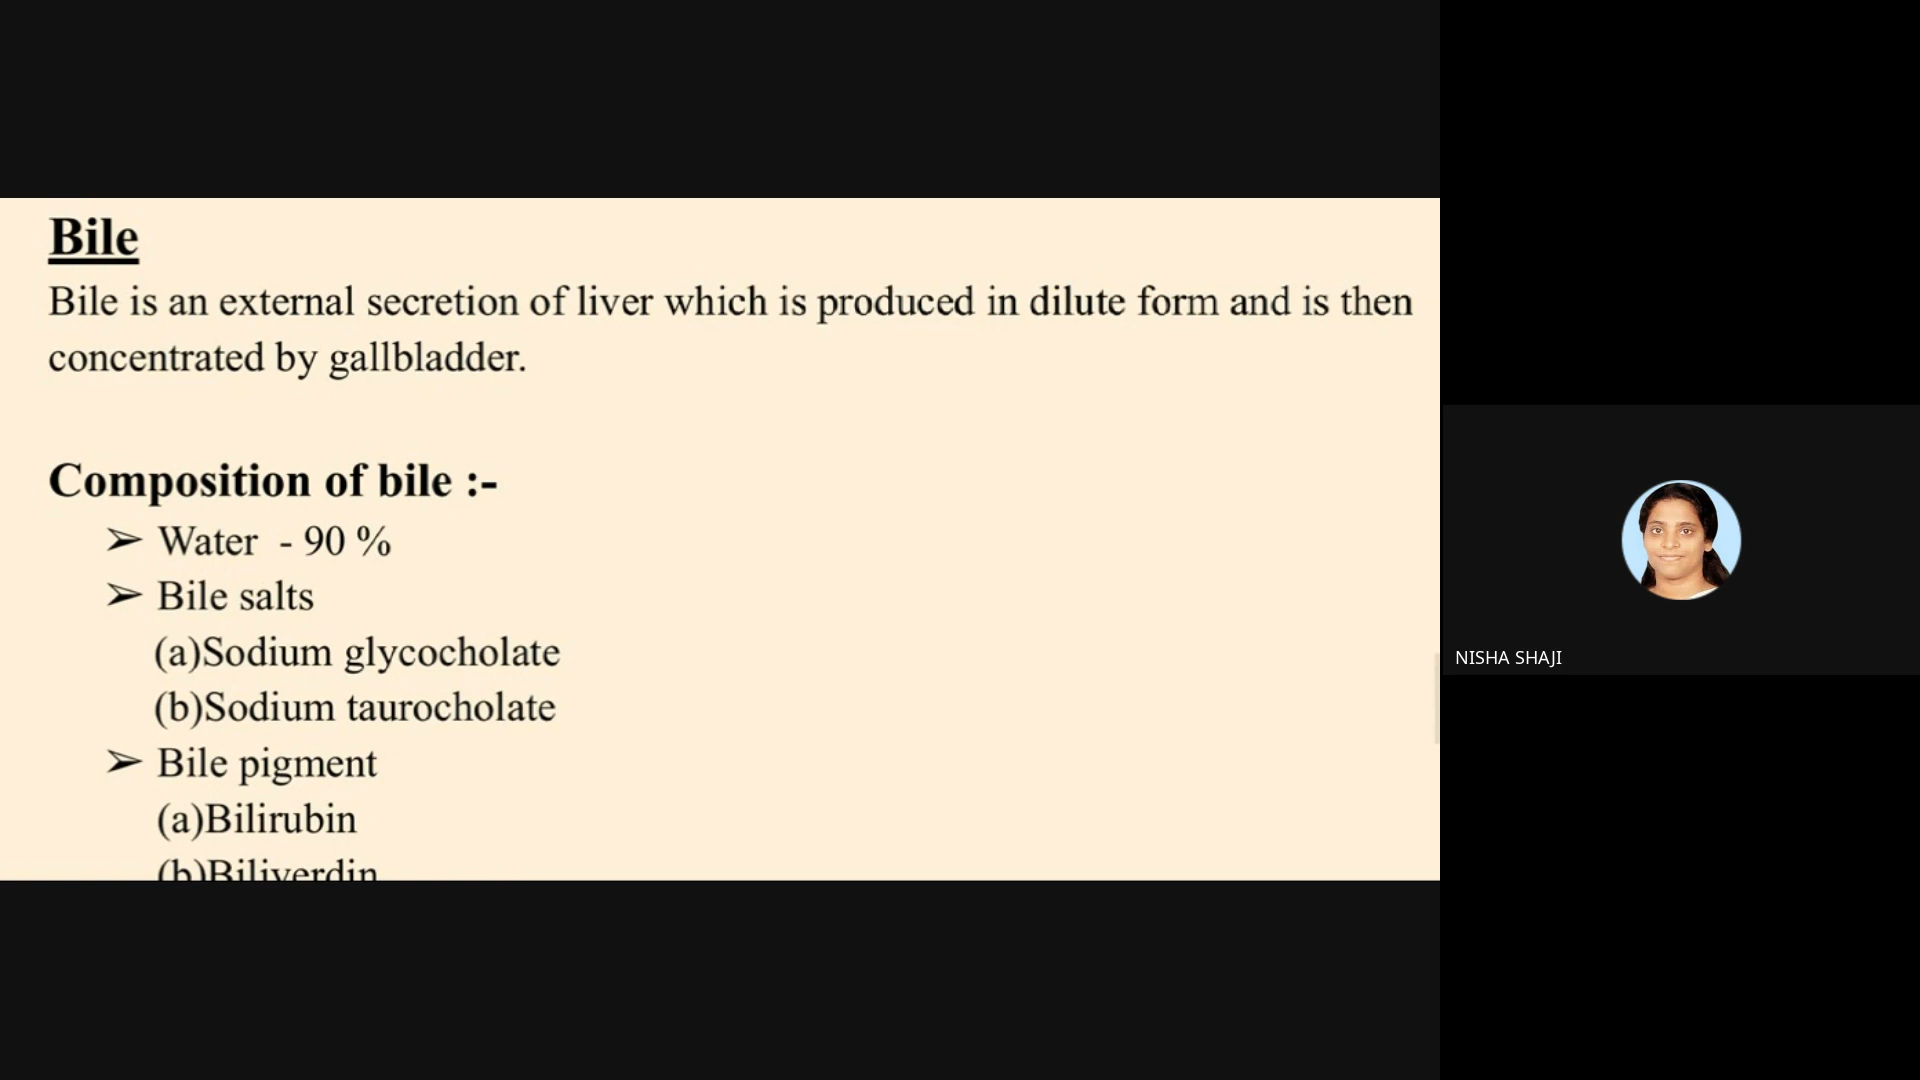 Bile
Bile is an external secretion of liver which is produced in dilute form and is then
concentrated by gallbladder.
Composition of bile :-
➢ Water - 90 %
➢ Bile salts
(a)Sodium glycocholate
(b)Sodium taurocholate
➢ Bile pigment
(a)Bilirubin
(b)Biliverdin
NISHA SHAJI